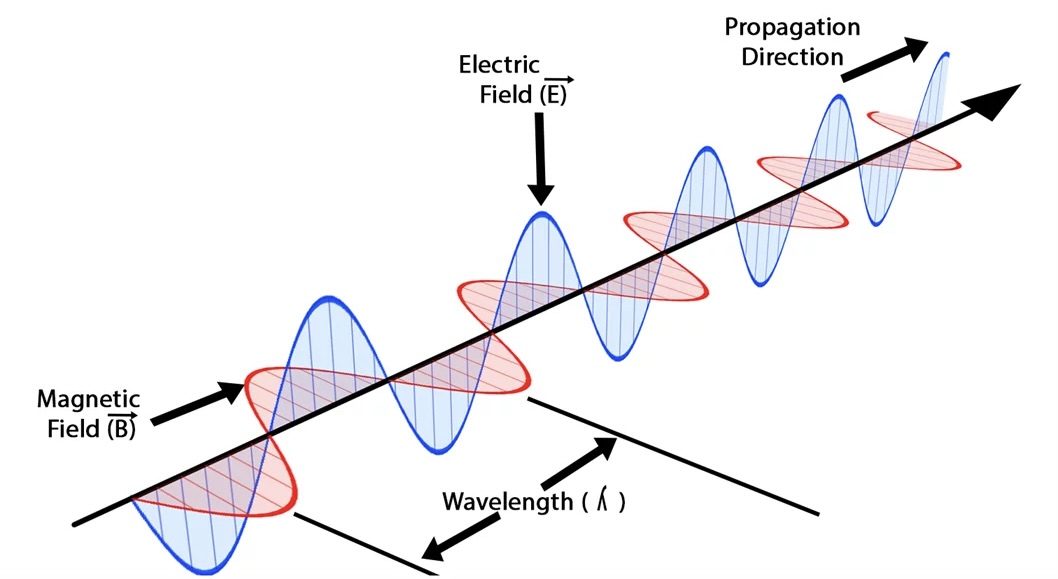 Propagation
Direction
Electric
Field (E)
Magnetic
Field (B)
Wavelength ( λ )